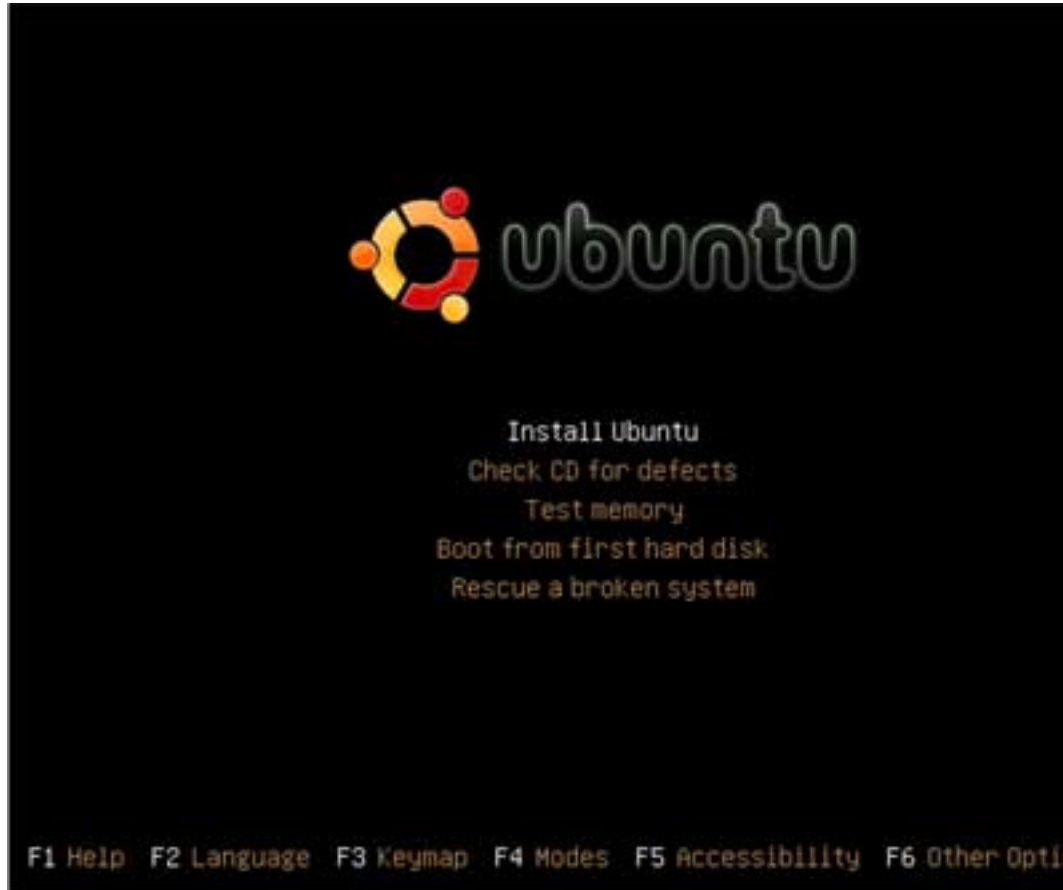 ubuntu
Install Ubuntu
Check CD for defects
Test memory
Boot from first hard disk
Rescue a broken system
F1 Help F2 Language F3 Keymap F4 Modes F5 Accessibility F6 Other Opti